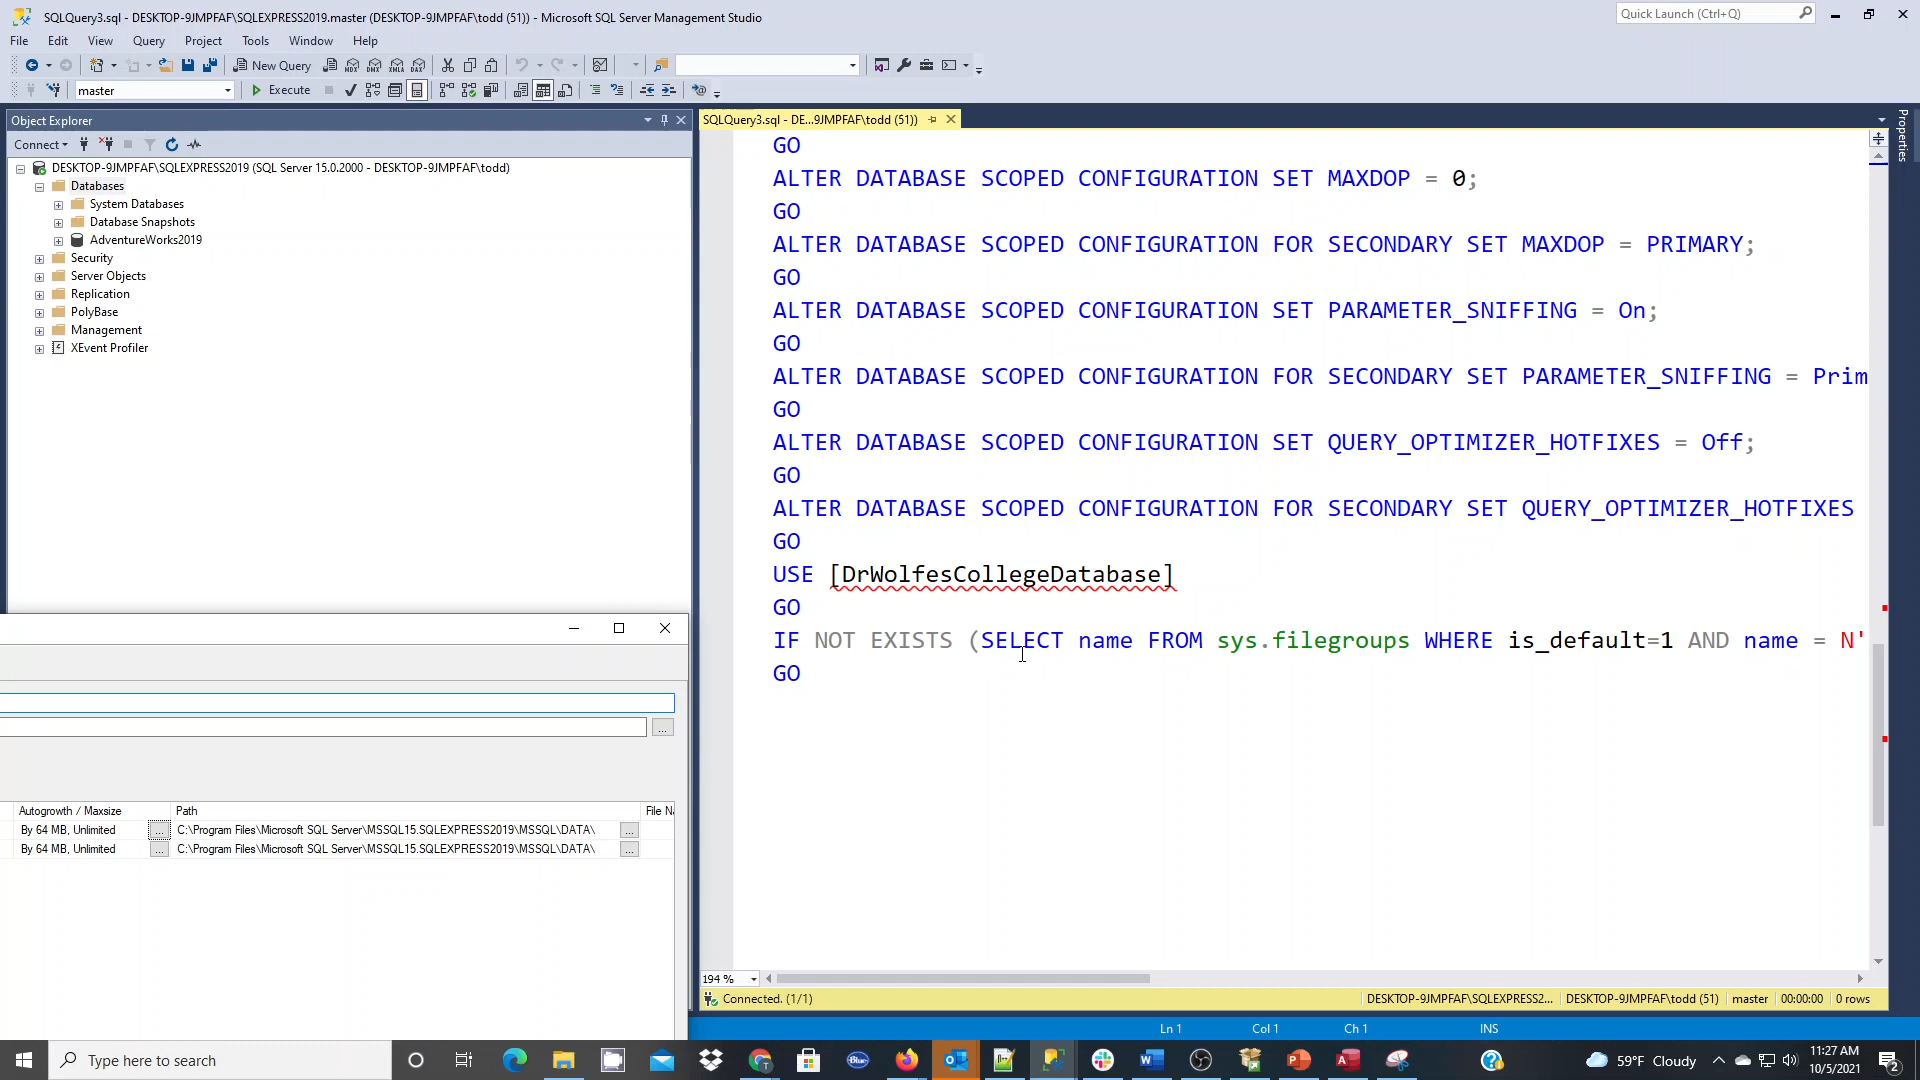 SQLQuery3.sql - DESKTOP-9JMPFAF\SQLEXPRESS2019.master (DESKTOP-9JMPFAF\todd (51)) - Microsoft SQL Server Management Studio
Quick Launch (Ctrl+Q)
File Edit View Query Project Tools Window Help
New Query
MDX DMX XMLA DAX
master
Execute
Object Explorer
Connect
DESKTOP-9JMPFAF\SQLEXPRESS2019 (SQL Server 15.0.2000 - DESKTOP-9JMPFAF\todd)
Databases
System Databases
Database Snapshots
AdventureWorks2019
Security
Server Objects
Replication
PolyBase
Management
XEvent Profiler
SQLQuery3.sql - DE...9JMPFAF\todd (51))
Properties
GO
ALTER DATABASE SCOPED CONFIGURATION SET MAXDOP = 0;
GO
ALTER DATABASE SCOPED CONFIGURATION FOR SECONDARY SET MAXDOP = PRIMARY;
GO
ALTER DATABASE SCOPED CONFIGURATION SET PARAMETER_SNIFFING = On;
GO
ALTER DATABASE SCOPED CONFIGURATION FOR SECONDARY SET PARAMETER_SNIFFING = Prim
GO
ALTER DATABASE SCOPED CONFIGURATION SET QUERY_OPTIMIZER_HOTFIXES = Off;
GO
ALTER DATABASE SCOPED CONFIGURATION FOR SECONDARY SET QUERY_OPTIMIZER_HOTFIXES
GO
USE [DrWolfesCollegeDatabase]
GO
IF NOT EXISTS (SELECT name FROM sys.filegroups WHERE is_default=1 AND name = N'
GO
...
Autogrowth / Maxsize Path File Na
By 64 MB, Unlimited ... C:\Program Files\Microsoft SQL Server\MSSQL15.SQLEXPRESS2019\MSSQL\DATA\ ...
By 64 MB, Unlimited ... C:\Program Files\Microsoft SQL Server\MSSQL15.SQLEXPRESS2019\MSSQL\DATA\ ...
194 %
Connected. (1/1)
DESKTOP-9JMPFAF\SQLEXPRESS2... DESKTOP-9JMPFAF\todd (51) master 00:00:00 0 rows
Ln 1 Col 1 Ch 1 INS
Type here to search
Blue
59°F Cloudy
11:27 AM
10/5/2021
2